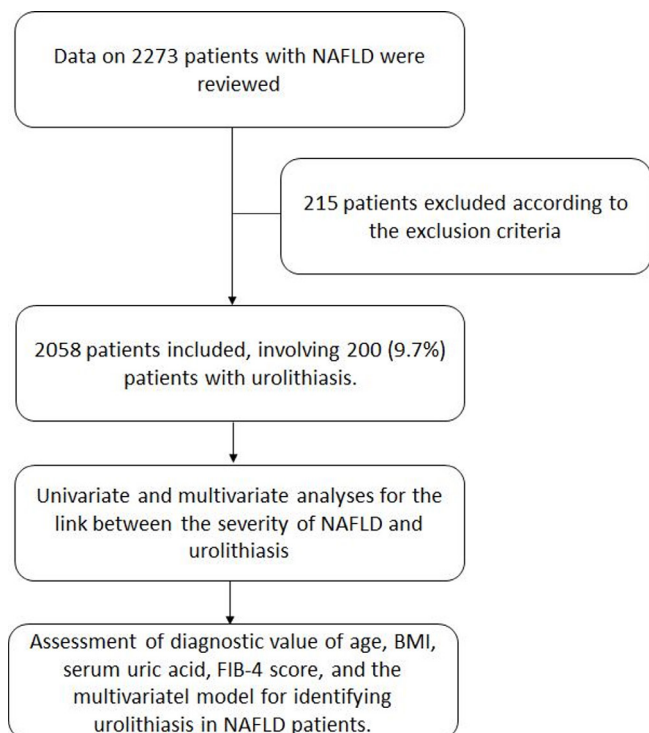 Data on 2273 patients with NAFLD were
reviewed
215 patients excluded according to
the exclusion criteria
2058 patients included, involving 200 (9.7%)
patients with urolithiasis.
Univariate and multivariate analyses for the
link between the severity of NAFLD and
urolithiasis
Assessment of diagnostic value of age, BMI,
serum uric acid, FIB-4 score, and the
multivariatel model for identifying
urolithiasis in NAFLD patients.